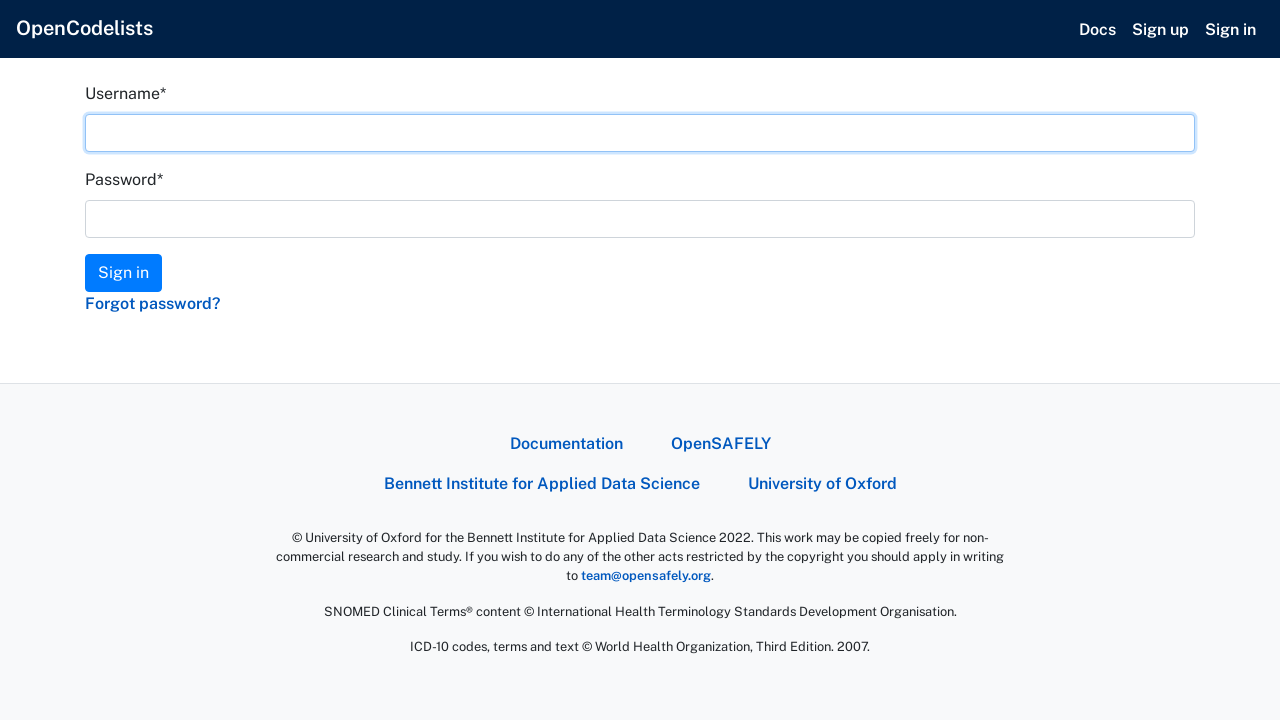 OpenCodelists
Docs
Sign up
Sign in
Username*
Password*
Sign in
Forgot password?
Documentation
OpenSAFELY
Bennett Institute for Applied Data Science
University of Oxford
© University of Oxford for the Bennett Institute for Applied Data Science 2022. This work may be copied freely for non-
commercial research and study. If you wish to do any of the other acts restricted by the copyright you should apply in writing
to team@opensafely.org.
SNOMED Clinical Terms® content © International Health Terminology Standards Development Organisation.
ICD-10 codes, terms and text © World Health Organization, Third Edition. 2007.